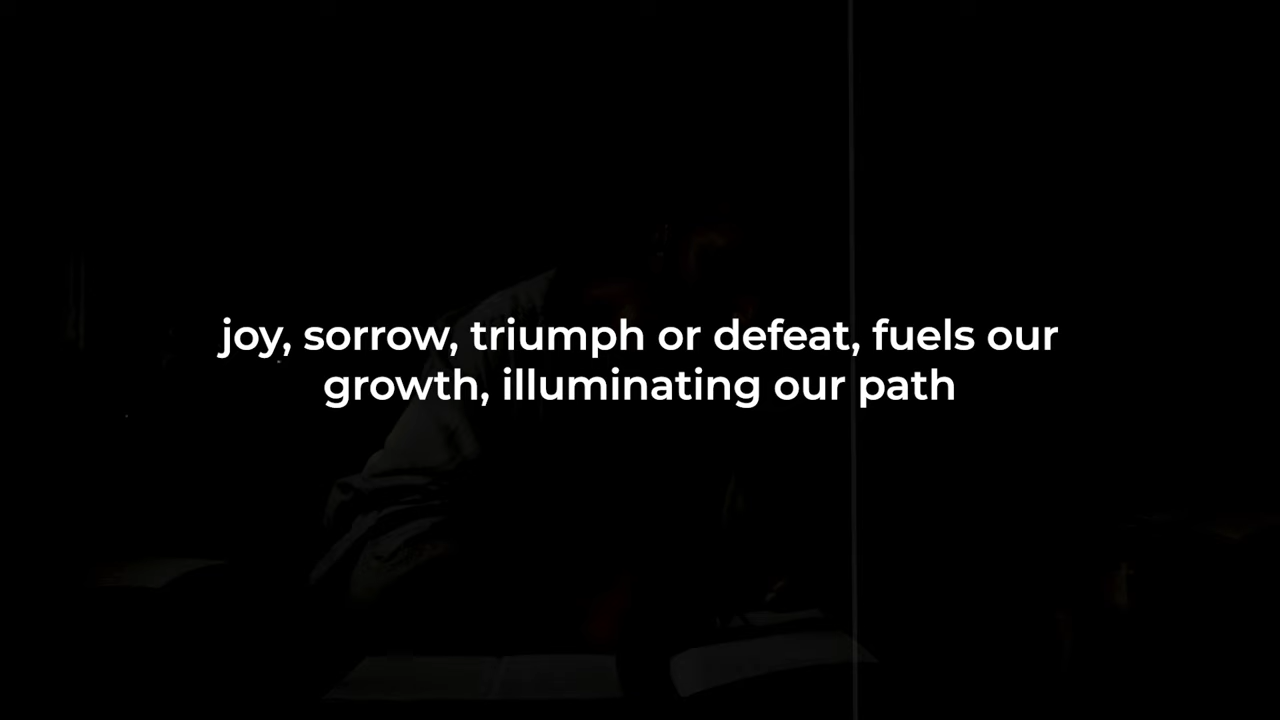 joy, sorrow, triumph or defeat, fuels our
growth, illuminating our path